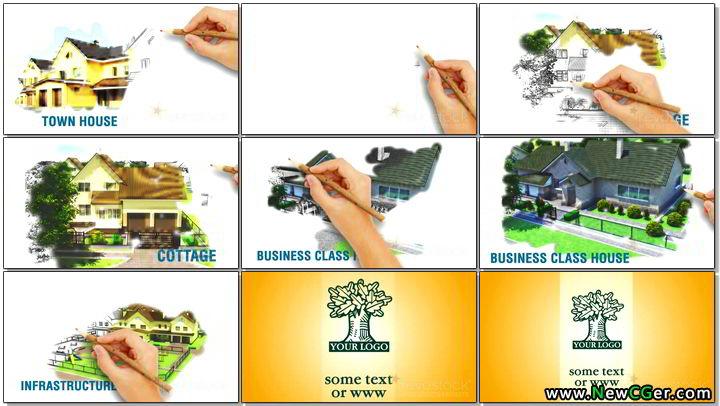 TOWN HOUSE
GE
COTTAGE
BUSINESS CLASS
BUSINESS CLASS HOUSE
INFRASTRUCTURE
YOUR LOGO
some text
or www
YOUR LOGO
some text
or www
www.NewCGer.com